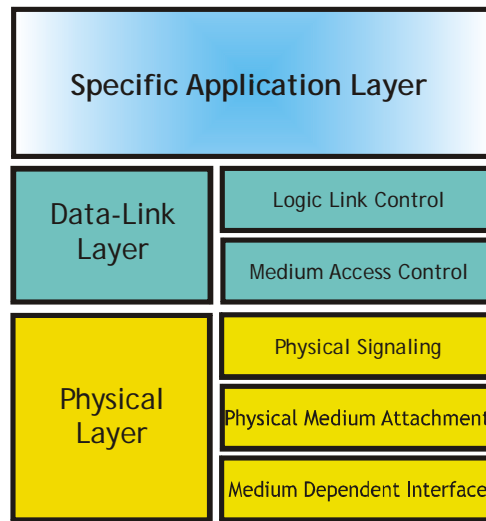 Specific Application Layer
Data-Link
Layer
Logic Link Control
Medium Access Control
Physical
Layer
Physical Signaling
Physical Medium Attachment
Medium Dependent Interface